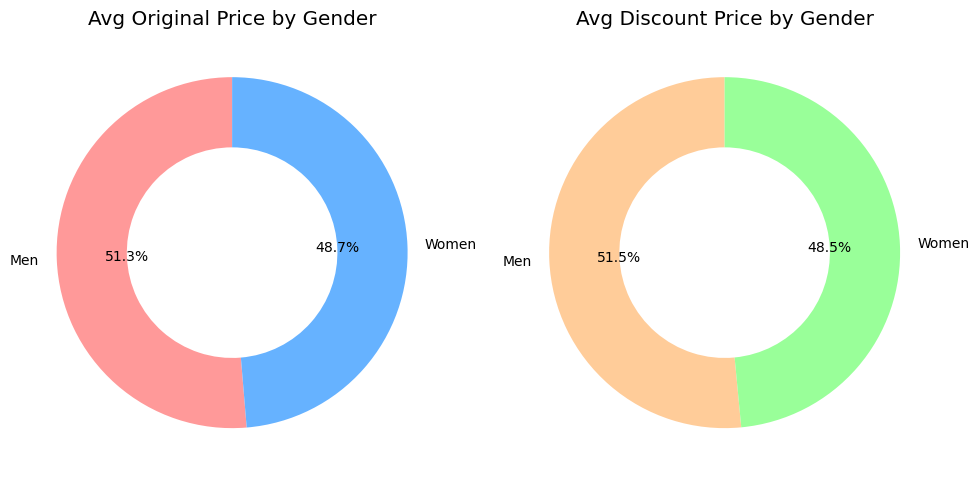 Avg Original Price by Gender
Men
51.3%
48.7%
Women
Avg Discount Price by Gender
Men
51.5%
48.5%
Women